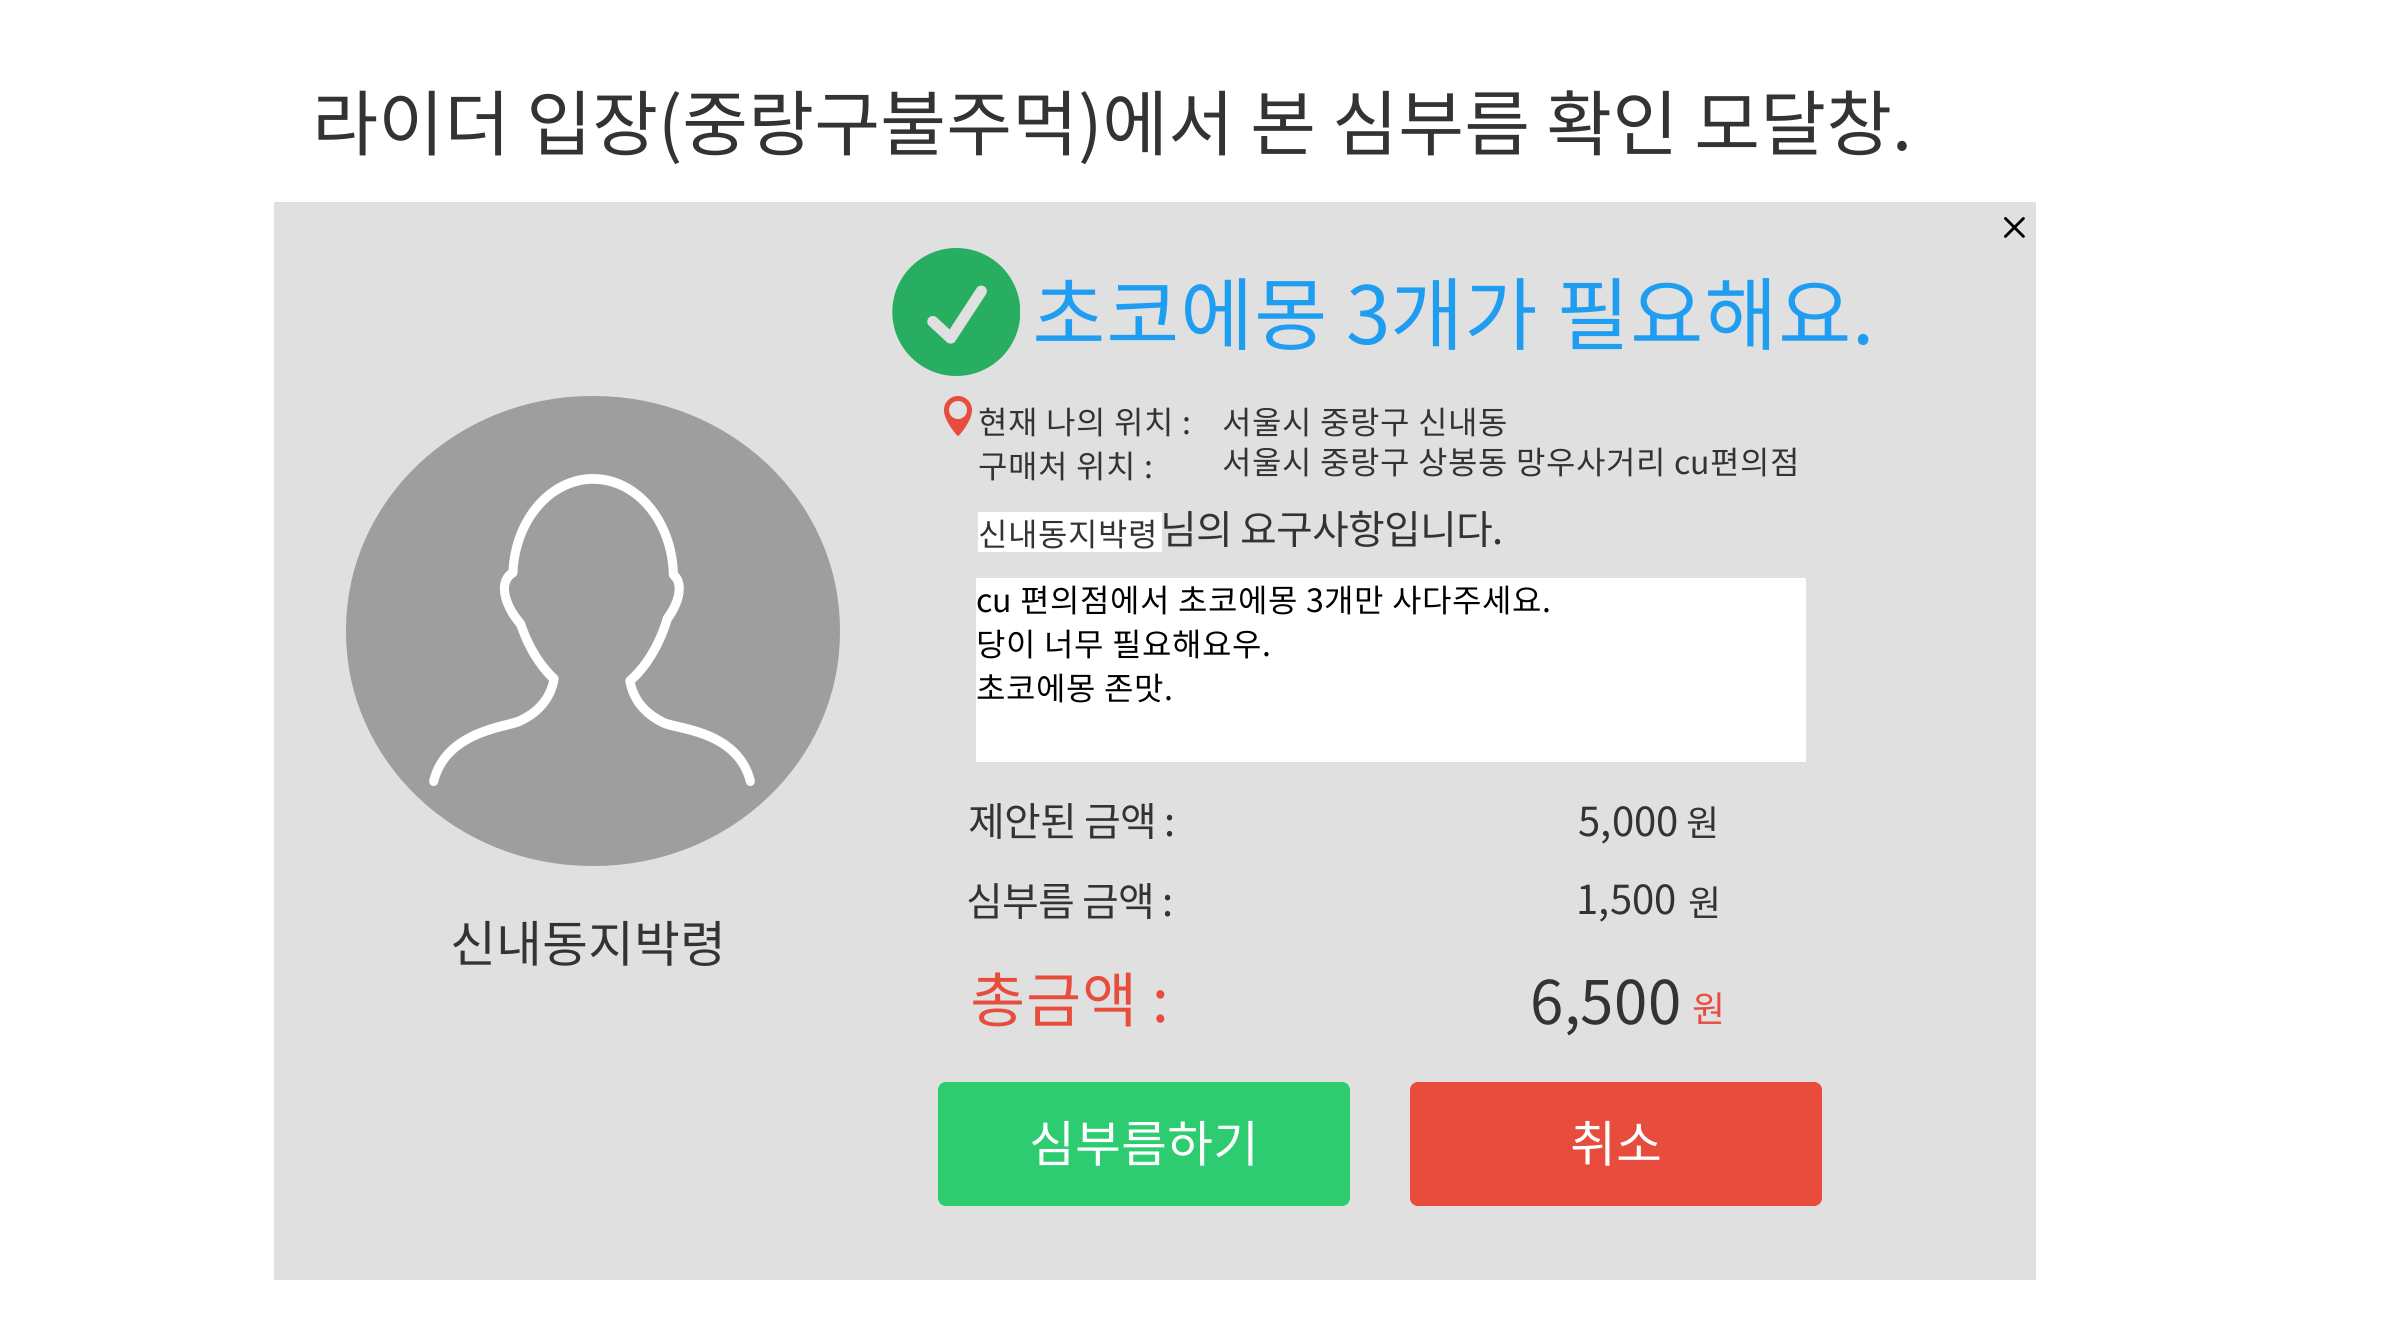 라이더 입장(중랑구불주먹)에서 본 심부름 확인 모달창.
초코에몽 3개가 필요해요.
현재 나의 위치 : 서울시 중랑구 신내동
구매처 위치 : 서울시 중랑구 상봉동 망우사거리 cu편의점
신내동지박령님의 요구사항입니다.
cu 편의점에서 초코에몽 3개만 사다주세요.
당이 너무 필요해요우.
초코에몽 존맛.
신내동지박령
제안된 금액 : 5,000 원
심부름 금액 : 1,500 원
총금액 : 6,500 원
심부름하기 취소